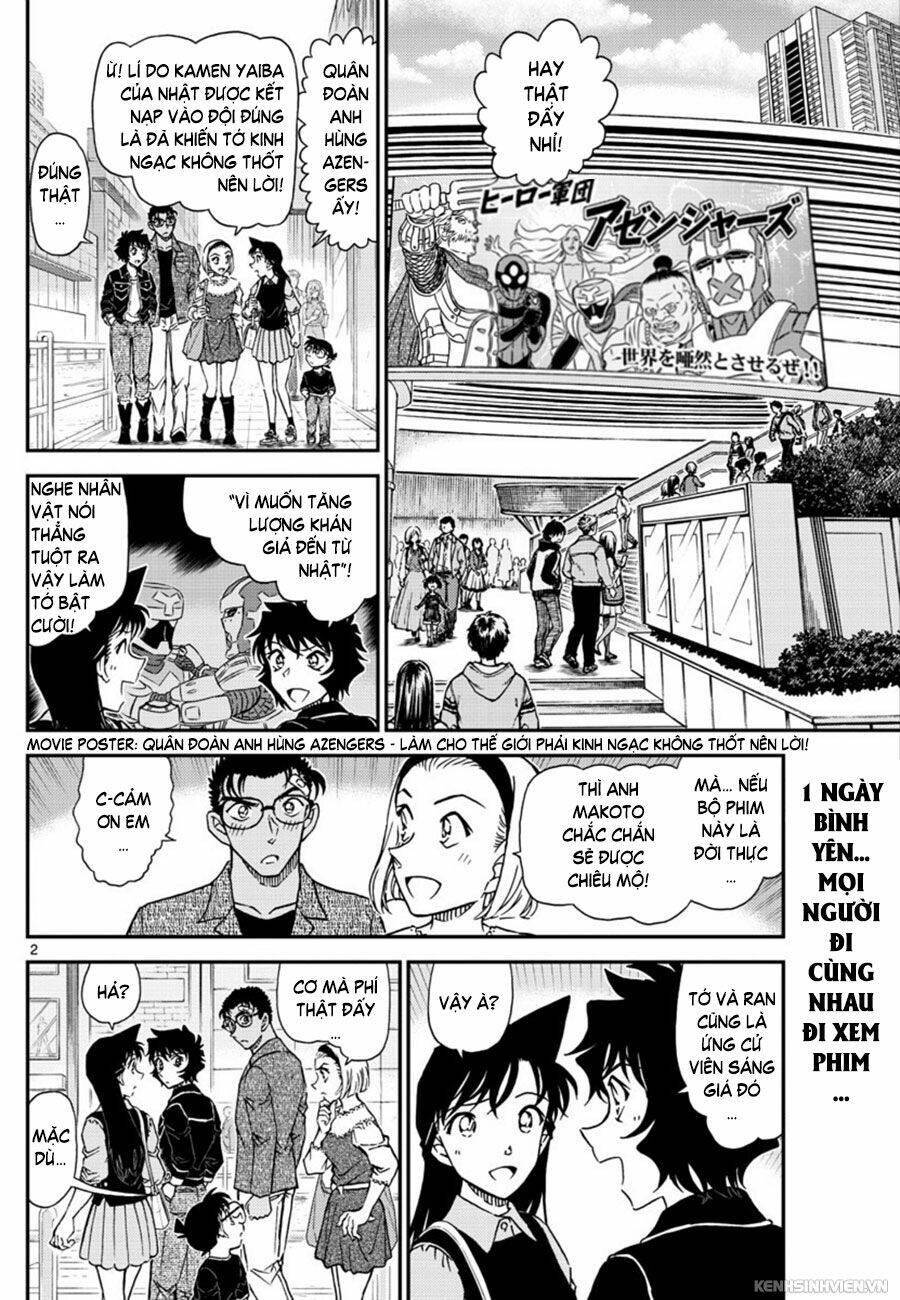 HAY
THẬT
ĐẤY
NHỈ!
ヒーロー軍団
アゼンジャーズ
世界を唖然とさせるぜ!!
QUÂN
ĐOÀN
ANH
HÙNG
AZEN-
GERS
ẤY!
Ừ! LÍ DO KAMEN YAIBA
CỦA NHẬT ĐƯỢC KẾT
NẠP VÀO ĐỘI ĐÚNG
LÀ ĐÃ KHIẾN TỚ KINH
NGẠC KHÔNG THỐT
NÊN LỜI!
ĐÚNG
THẬT
...
"VÌ MUỐN TĂNG
LƯỢNG KHÁN
GIẢ ĐẾN TỪ
NHẬT"!
NGHE NHÂN
VẬT NÓI
THẲNG
TUỘT RA
VẬY LÀM
TỚ BẬT
CƯỜI!
MOVIE POSTER: QUÂN ĐOÀN ANH HÙNG AZENGERS - LÀM CHO THẾ GIỚI PHẢI KINH NGẠC KHÔNG THỐT NÊN LỜI!
1 NGÀY
BÌNH
YÊN...
MỌI
NGƯỜI
ĐI
CÙNG
NHAU
ĐI XEM
PHIM
...
MÀ... NẾU
BỘ PHIM
NÀY LÀ
ĐỜI THỰC
...
THÌ ANH
MAKOTO
CHẮC CHẮN
SẼ ĐƯỢC
CHIÊU MỘ!
C-CẢM
ƠN EM
...
TỚ VÀ RAN
CŨNG LÀ
ỨNG CỬ
VIÊN SÁNG
GIÁ ĐÓ
...
VẬY À?
CƠ MÀ PHÍ
THẬT ĐẤY
...
HẢ?
MẶC
DÙ...
2
KENHSINHVIEN.VN